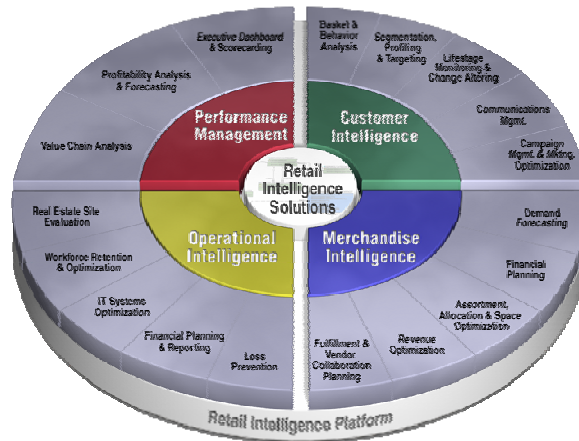 Executive Dashboard
& Scorecarding
Profitability Analysis
& Forecasting
Value Chain Analysis
Performance
Management
Basket &
Behavior
Analysis
Segmentation,
Profiling
& Targeting
Lifestage
Monitoring &
Change Altering
Communications
Mgmt.
Campaign
Mgmt. & Mktng.
Optimization
Customer
Intelligence
Retail
Intelligence
Solutions
Real Estate Site
Evaluation
Workforce Retention
& Optimization
IT Systems
Optimization
Financial Planning
& Reporting
Loss
Prevention
Operational
Intelligence
Merchandise
Intelligence
Demand
Forecasting
Financial
Planning
Assortment,
Allocation & Space
Optimization
Revenue
Optimization
Fulfillment &
Vendor
Collaboration
Planning
Retail Intelligence Platform